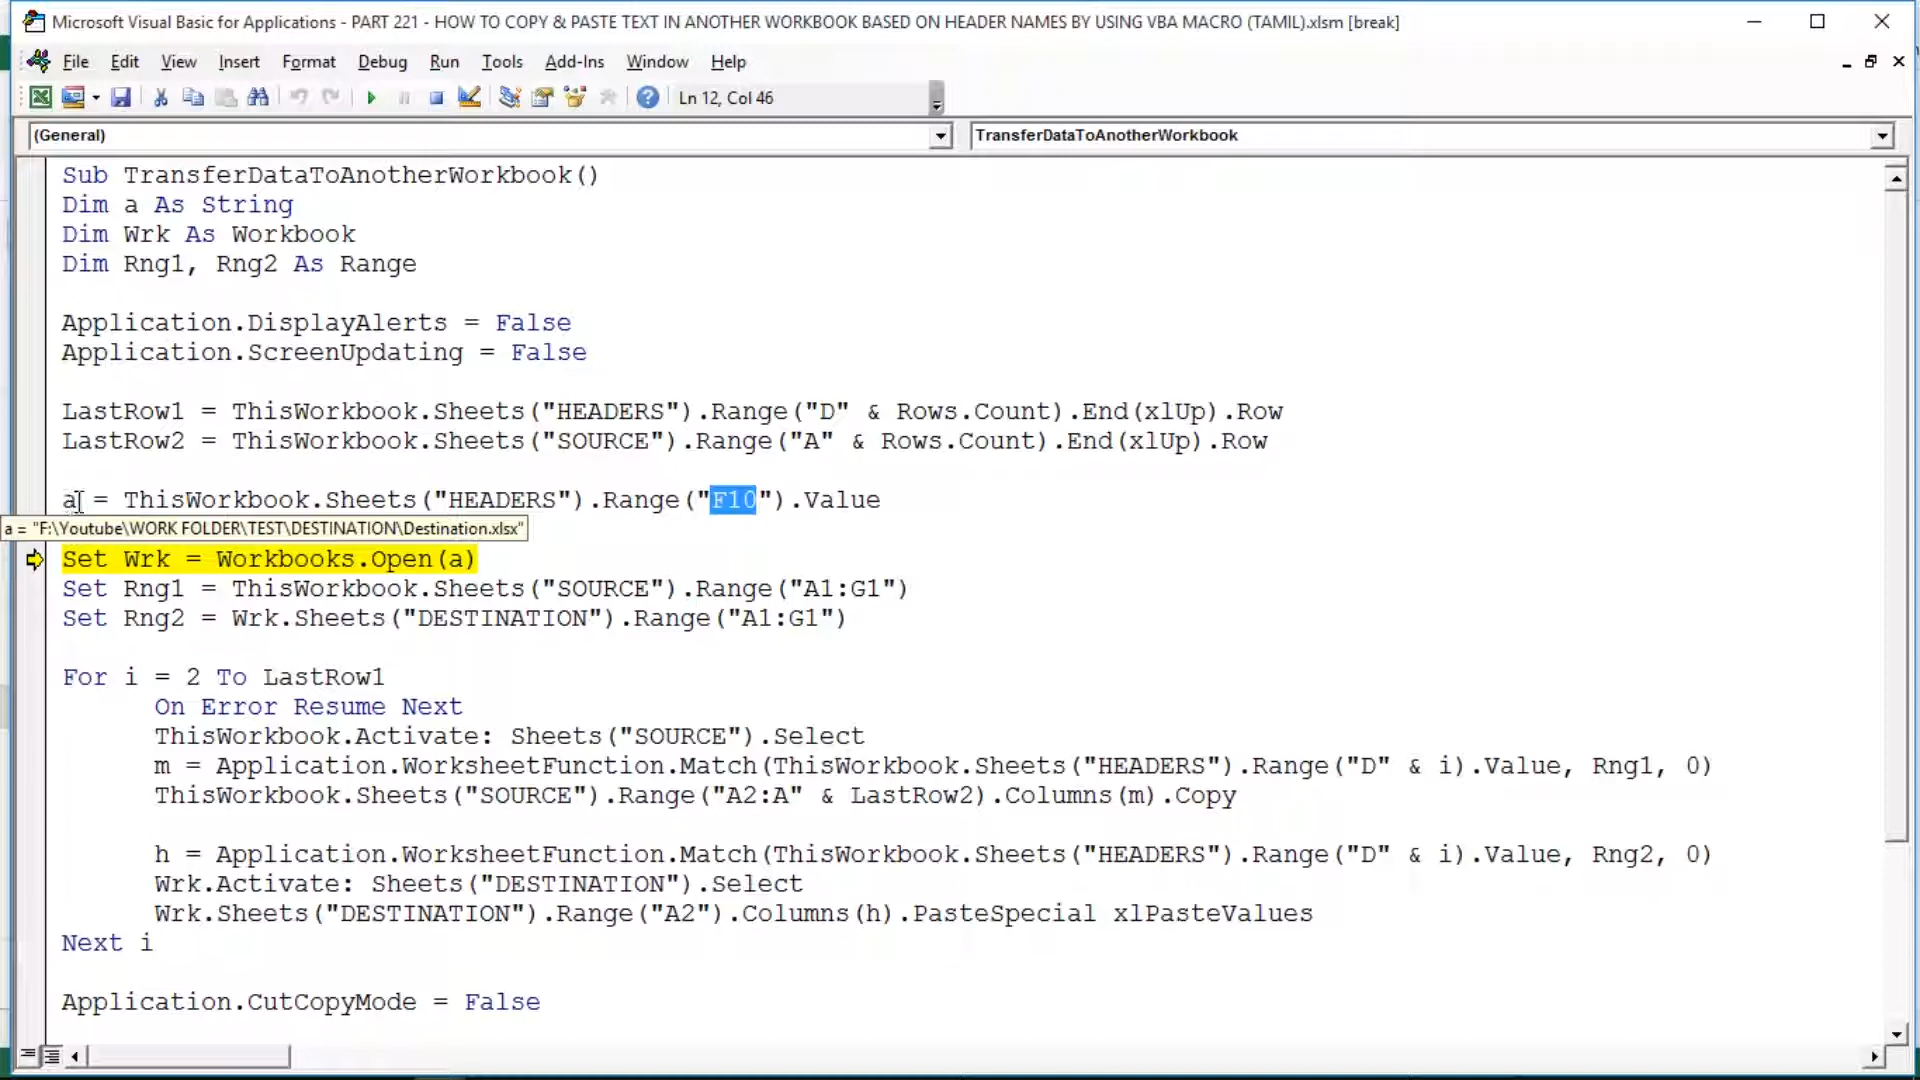 Microsoft Visual Basic for Applications - PART 221 - HOW TO COPY & PASTE TEXT IN ANOTHER WORKBOOK BASED ON HEADER NAMES BY USING VBA MACRO (TAMIL).xlsm [break]
File Edit View Insert Format Debug Run Tools Add-Ins Window Help
Ln 12, Col 46
(General) TransferDataToAnotherWorkbook
Sub TransferDataToAnotherWorkbook()
Dim a As String
Dim Wrk As Workbook
Dim Rng1, Rng2 As Range
Application.DisplayAlerts = False
Application.ScreenUpdating = False
LastRow1 = ThisWorkbook.Sheets("HEADERS").Range("D" & Rows.Count).End(xlUp).Row
LastRow2 = ThisWorkbook.Sheets("SOURCE").Range("A" & Rows.Count).End(xlUp).Row
a = ThisWorkbook.Sheets("HEADERS").Range("F10").Value
a = "F:\Youtube\WORK FOLDER\TEST\DESTINATION\Destination.xlsx"
Set Wrk = Workbooks.Open(a)
Set Rng1 = ThisWorkbook.Sheets("SOURCE").Range("A1:G1")
Set Rng2 = Wrk.Sheets("DESTINATION").Range("A1:G1")
For i = 2 To LastRow1
On Error Resume Next
ThisWorkbook.Activate: Sheets("SOURCE").Select
m = Application.WorksheetFunction.Match(ThisWorkbook.Sheets("HEADERS").Range("D" & i).Value, Rng1, 0)
ThisWorkbook.Sheets("SOURCE").Range("A2:A" & LastRow2).Columns(m).Copy
h = Application.WorksheetFunction.Match(ThisWorkbook.Sheets("HEADERS").Range("D" & i).Value, Rng2, 0)
Wrk.Activate: Sheets("DESTINATION").Select
Wrk.Sheets("DESTINATION").Range("A2").Columns(h).PasteSpecial xlPasteValues
Next i
Application.CutCopyMode = False